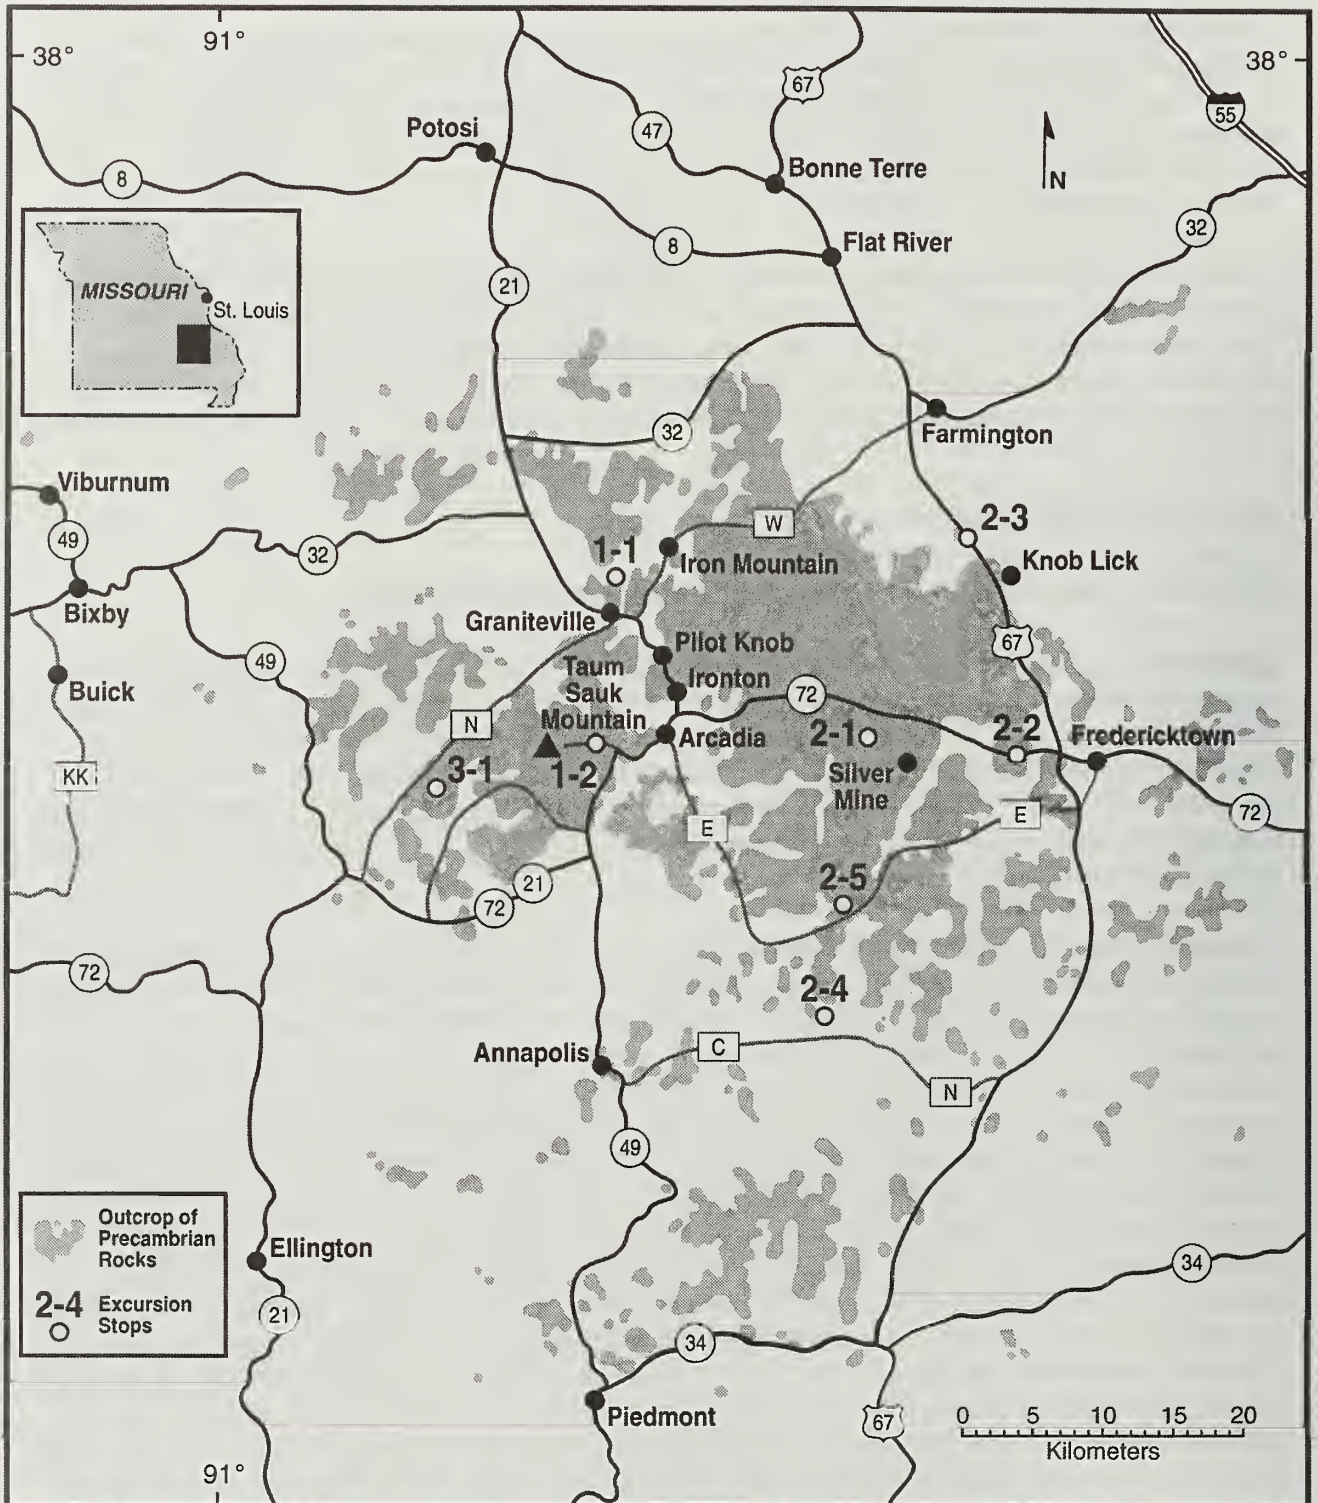 91°
38°
38°
67
55
47
Potosi
Bonne Terre
8
N
32
Flat River
8
MISSOURI
St. Louis
21
32
Farmington
Viburnum
2-3
W
49
1-1
32
Iron Mountain
Knob Lick
Bixby
Graniteville
67
Pilot Knob
49
Taum
Sauk
Mountain
Ironton
Buick
72
N
2-1
2-2
Arcadia
Fredericktown
KK
3-1
1-2
Silver
Mine
E
E
72
2-5
21
72
72
2-4
C
Annapolis
N
49
Outcrop of
Precambrian
Rocks
Ellington
34
2-4
Excursion
Stops
21
34
Piedmont
67
0 5 10 15 20
Kilometers
91°